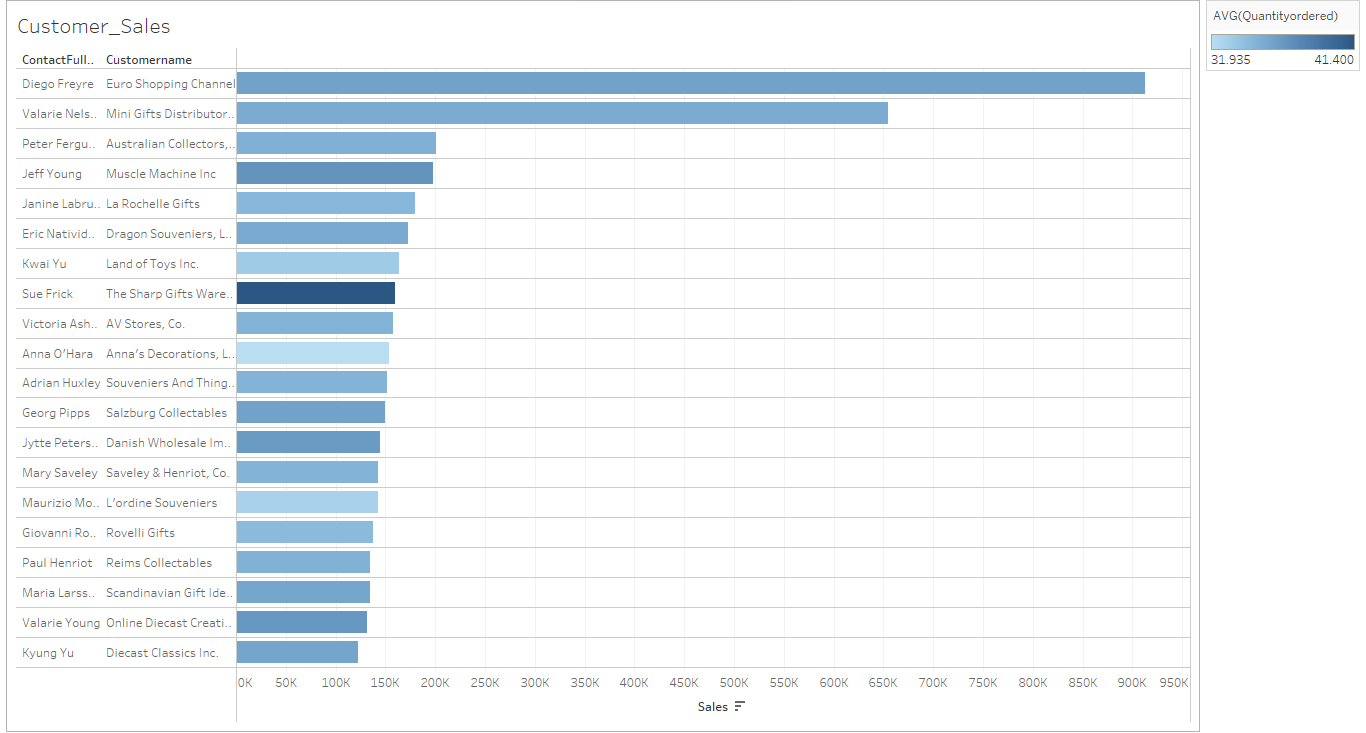 Customer_Sales
AVG(Quantityordered)
31.935 41.400
ContactFull.. Customername
Diego Freyre Euro Shopping Channel
Valarie Nels.. Mini Gifts Distributor..
Peter Fergu.. Australian Collectors,..
Jeff Young Muscle Machine Inc
Janine Labru.. La Rochelle Gifts
Eric Nativid.. Dragon Souveniers, L..
Kwai Yu Land of Toys Inc.
Sue Frick The Sharp Gifts Ware..
Victoria Ash.. AV Stores, Co.
Anna O'Hara Anna's Decorations, L..
Adrian Huxley Souveniers And Thing..
Georg Pipps Salzburg Collectables
Jytte Peters.. Danish Wholesale Im..
Mary Saveley Saveley & Henriot, Co.
Maurizio Mo.. L'ordine Souveniers
Giovanni Ro.. Rovelli Gifts
Paul Henriot Reims Collectables
Maria Larss.. Scandinavian Gift Ide..
Valarie Young Online Diecast Creati..
Kyung Yu Diecast Classics Inc.
0K 50K 100K 150K 200K 250K 300K 350K 400K 450K 500K 550K 600K 650K 700K 750K 800K 850K 900K 950K
Sales